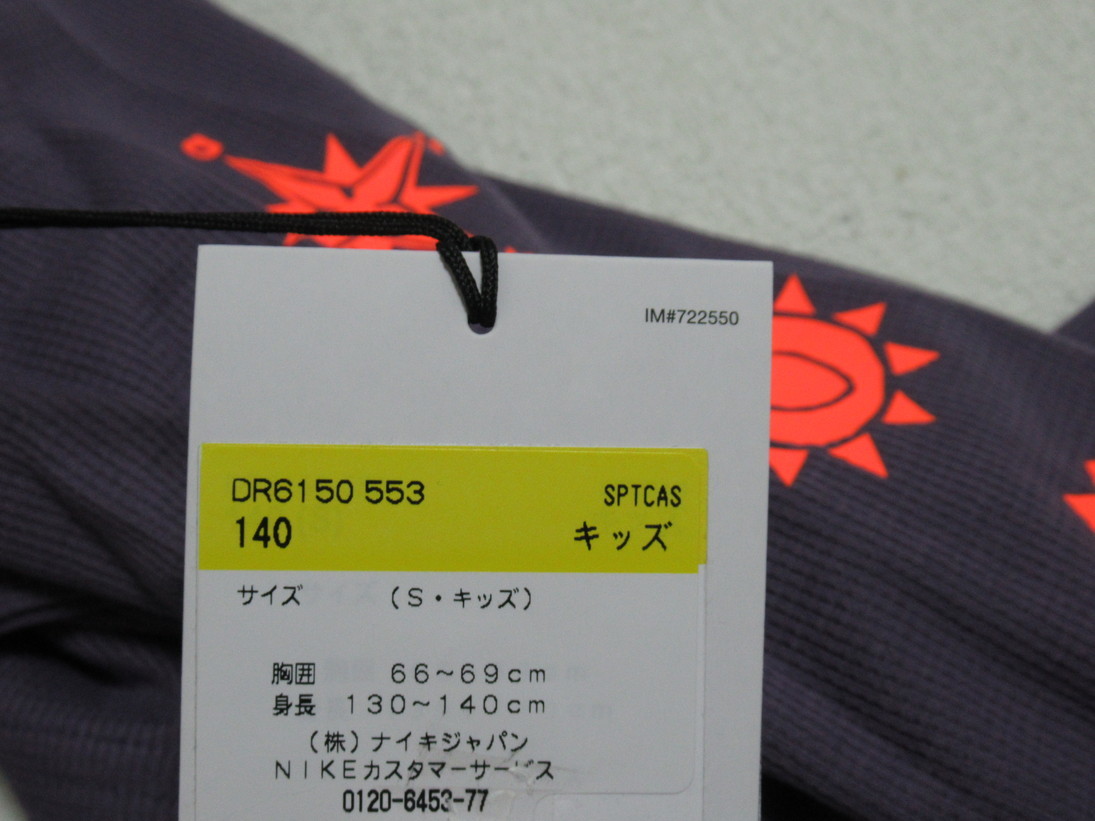 IM#722550
DR6150 553 SPTCAS
140 キッズ
サイズ （S・キッズ）
胸囲 66～69cm
身長 130～140cm
（株）ナイキジャパン
NIKEカスタマーサービス
0120-6453-77